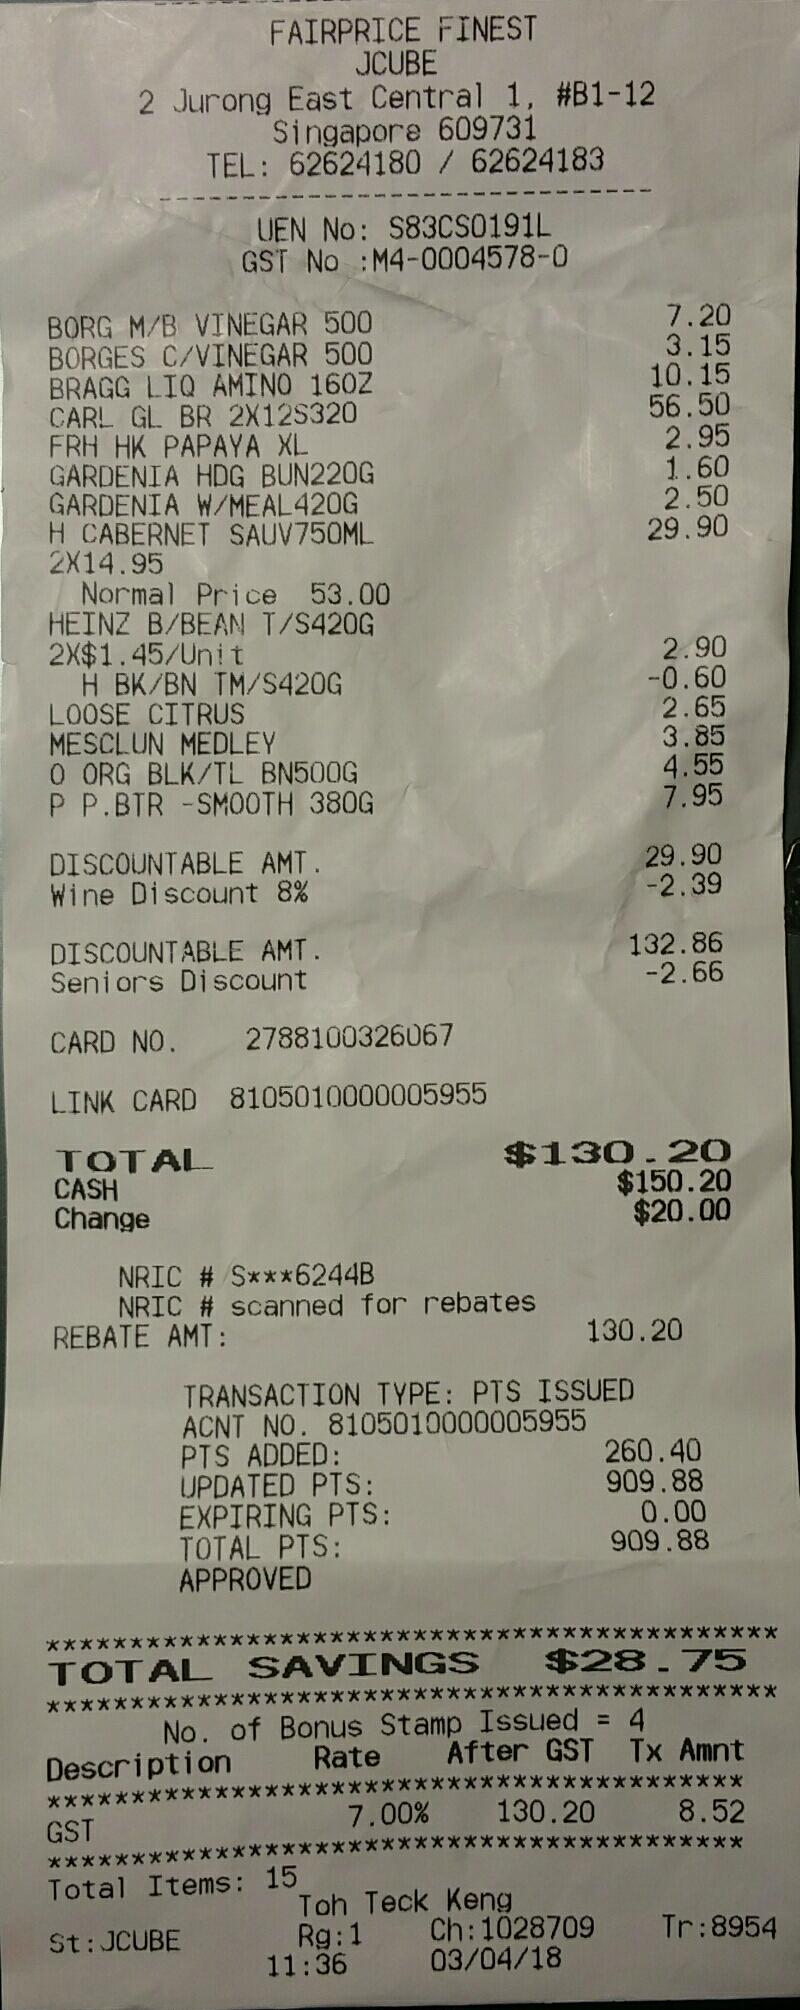 FAIRPRICE FINEST
JCUBE
2 Jurong East Central 1, #B1-12
Singapore 609731
TEL: 62624180 / 62624183
UEN No: S83CS0191L
GST No :M4-0004578-0
BORG M/B VINEGAR 500 7.20
BORGES C/VINEGAR 500 3.15
BRAGG LIQ AMINO 16OZ 10.15
CARL GL BR 2X12S320 56.50
FRH HK PAPAYA XL 2.95
GARDENIA HDG BUN220G 1.60
GARDENIA W/MEAL420G 2.50
H CABERNET SAUV750ML 29.90
2X14.95
Normal Price 53.00
HEINZ B/BEAN T/S420G
2X$1.45/Unit 2.90
H BK/BN TM/S420G -0.60
LOOSE CITRUS 2.65
MESCLUN MEDLEY 3.85
O ORG BLK/TL BN500G 4.55
P P.BTR -SMOOTH 380G 7.95
DISCOUNTABLE AMT. 29.90
Wine Discount 8% -2.39
DISCOUNTABLE AMT. 132.86
Seniors Discount -2.66
CARD NO. 2788100326067
LINK CARD 8105010000005955
TOTAL $130.20
CASH $150.20
Change $20.00
NRIC # S***6244B
NRIC # scanned for rebates
REBATE AMT: 130.20
TRANSACTION TYPE: PTS ISSUED
ACNT NO. 8105010000005955
PTS ADDED: 260.40
UPDATED PTS: 909.88
EXPIRING PTS: 0.00
TOTAL PTS: 909.88
APPROVED
TOTAL SAVINGS $28.75
No. of Bonus Stamp Issued = 4
Description Rate After GST Tx Amnt
GST 7.00% 130.20 8.52
Total Items: 15
Toh Teck Keng
St:JCUBE Rg:1 Ch:1028709 Tr:8954
11:36 03/04/18